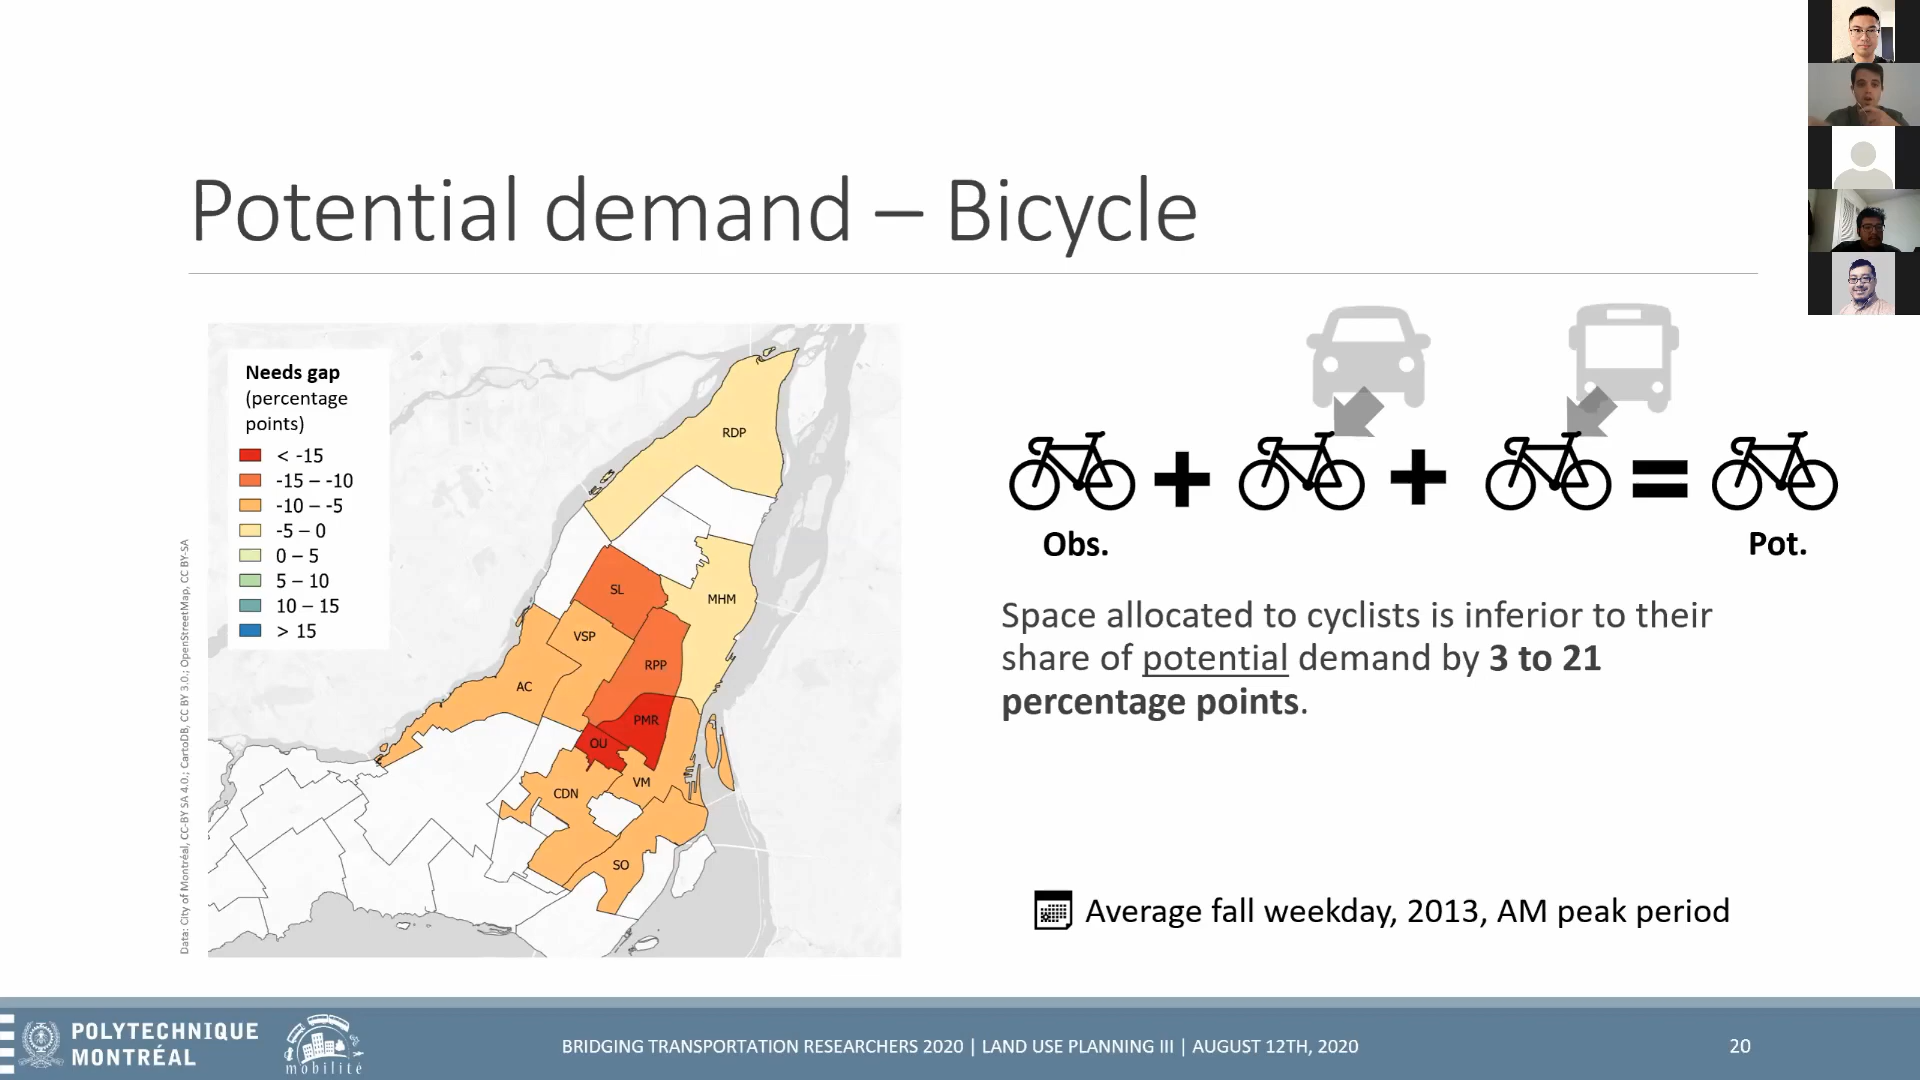 Potential demand – Bicycle
Needs gap
(percentage
points)
< -15
-15 – -10
-10 – -5
-5 – 0
0 – 5
5 – 10
10 – 15
> 15
RDP
SL
MHM
VSP
RPP
AC
PMR
OU
VM
CDN
SO
Data: City of Montréal, CC-BY SA 4.0.; CartoDB, CC BY 3.0.; OpenStreetMap, CC BY-SA
Obs.
Pot.
Space allocated to cyclists is inferior to their
share of potential demand by 3 to 21
percentage points.
Average fall weekday, 2013, AM peak period
POLYTECHNIQUE
MONTRÉAL
mobilité
BRIDGING TRANSPORTATION RESEARCHERS 2020 | LAND USE PLANNING III | AUGUST 12TH, 2020
20